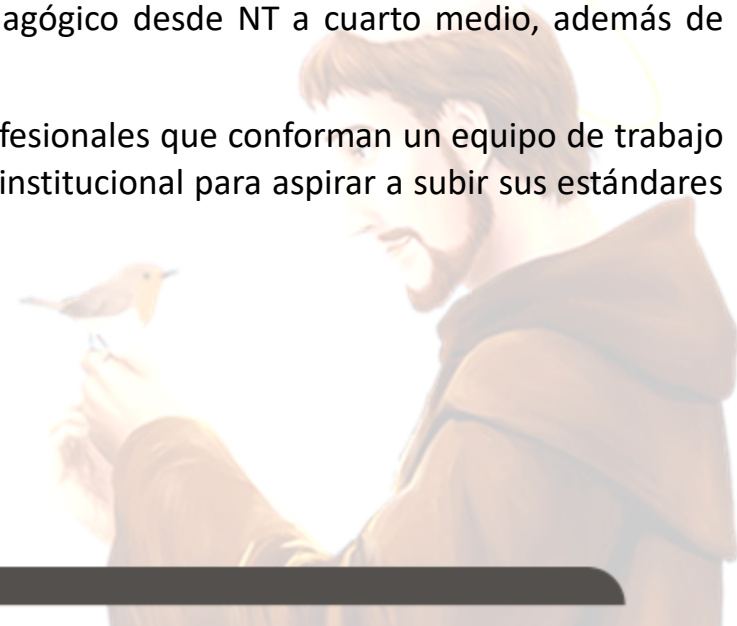 agógico desde NT a cuarto medio, además de
fesionales que conforman un equipo de trabajo
institucional para aspirar a subir sus estándares